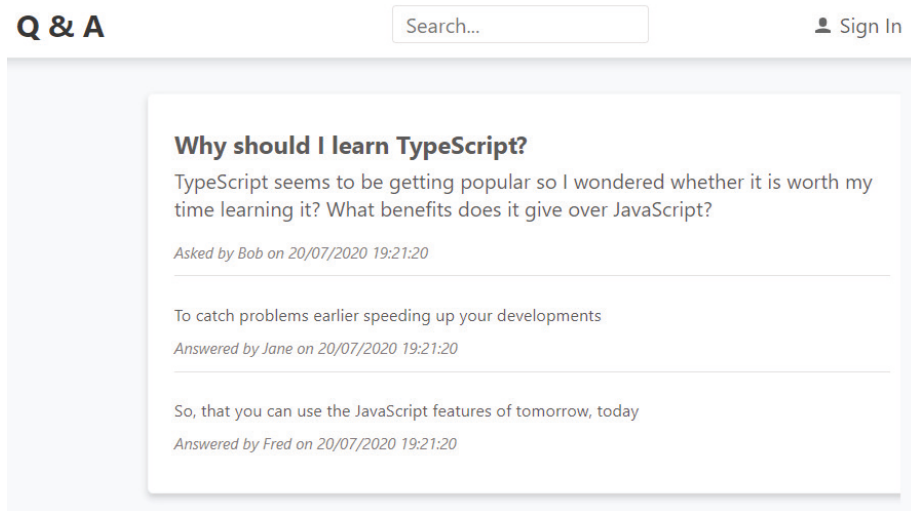 Q & A
Search...
Sign In
Why should I learn TypeScript?
TypeScript seems to be getting popular so I wondered whether it is worth my
time learning it? What benefits does it give over JavaScript?
Asked by Bob on 20/07/2020 19:21:20
To catch problems earlier speeding up your developments
Answered by Jane on 20/07/2020 19:21:20
So, that you can use the JavaScript features of tomorrow, today
Answered by Fred on 20/07/2020 19:21:20